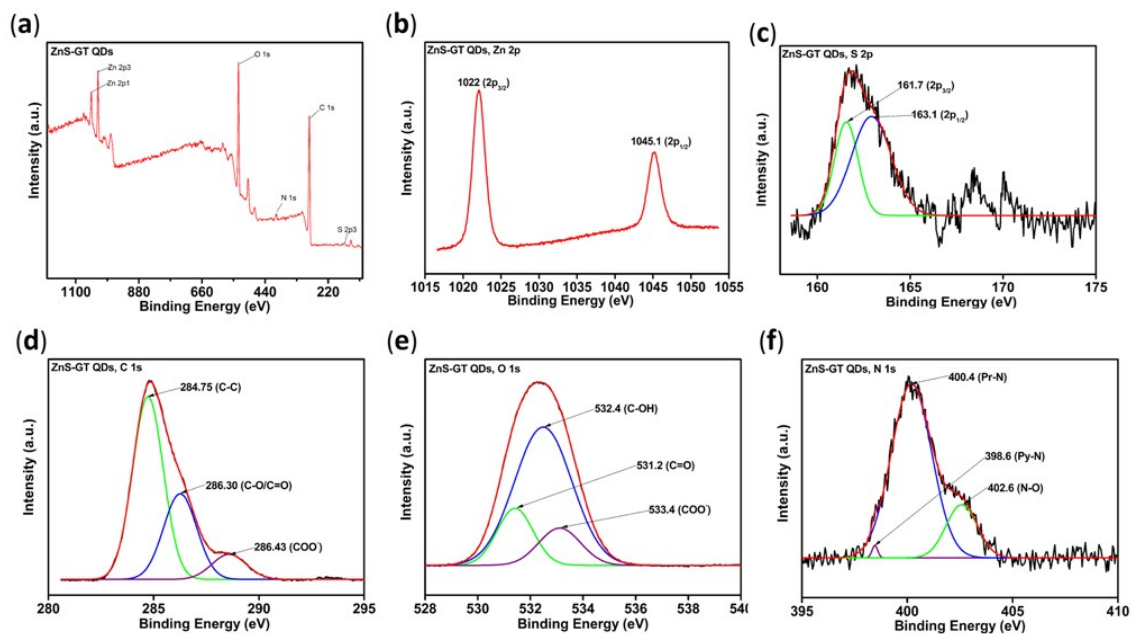 (a)
ZnS-GT QDs
Zn 2p3
Zn 2p1
O 1s
C 1s
N 1s
S 2p3
Intensity (a.u.)
1100 880 660 440 220
Binding Energy (eV)
(b)
ZnS-GT QDs, Zn 2p
1022 (2p3/2)
1045.1 (2p1/2)
Intensity (a.u.)
1015 1020 1025 1030 1035 1040 1045 1050 1055
Binding Energy (eV)
(c)
ZnS-GT QDs, S 2p
161.7 (2p3/2)
163.1 (2p1/2)
Intensity (a.u.)
160 165 170 175
Binding Energy (eV)
(d)
ZnS-GT QDs, C 1s
284.75 (C-C)
286.30 (C-O/C=O)
286.43 (COO-)
Intensity (a.u.)
280 285 290 295
Binding Energy (eV)
(e)
ZnS-GT QDs, O 1s
532.4 (C-OH)
531.2 (C=O)
533.4 (COO-)
Intensity (a.u.)
528 530 532 534 536 538 540
Binding Energy (eV)
(f)
ZnS-GT QDs, N 1s
400.4 (Pr-N)
398.6 (Py-N)
402.6 (N-O)
Intensity (a.u.)
395 400 405 410
Binding Energy (eV)